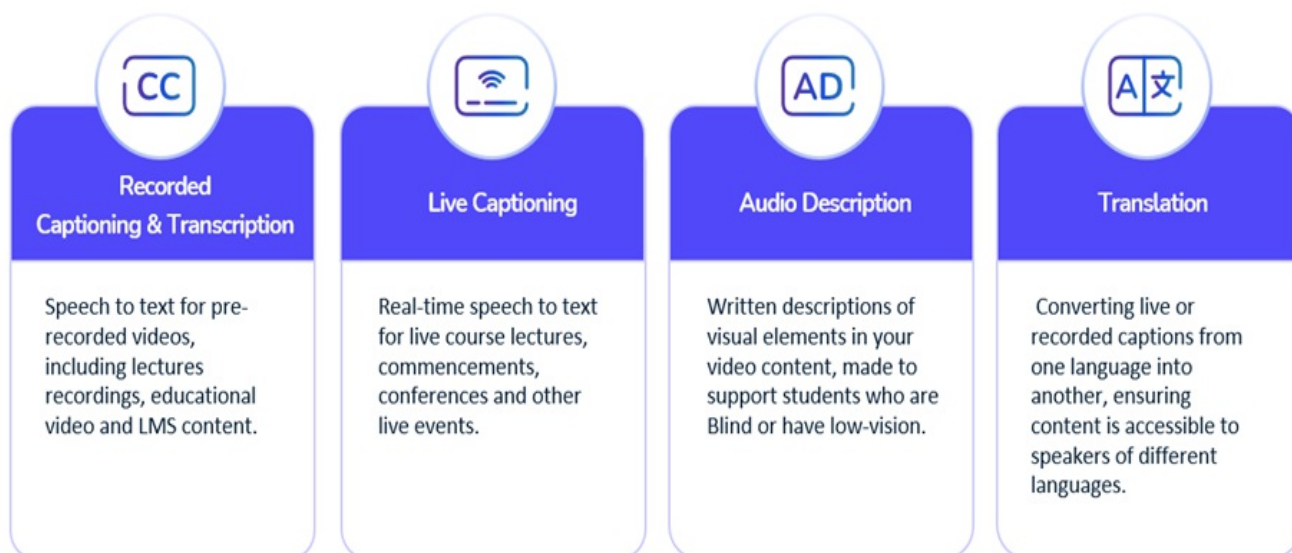 CC
Recorded
Captioning & Transcription
Speech to text for pre-
recorded videos,
including lectures
recordings, educational
video and LMS content.
Live Captioning
Real-time speech to text
for live course lectures,
commencements,
conferences and other
live events.
AD
Audio Description
Written descriptions of
visual elements in your
video content, made to
support students who are
Blind or have low-vision.
A 文
Translation
Converting live or
recorded captions from
one language into
another, ensuring
content is accessible to
speakers of different
languages.